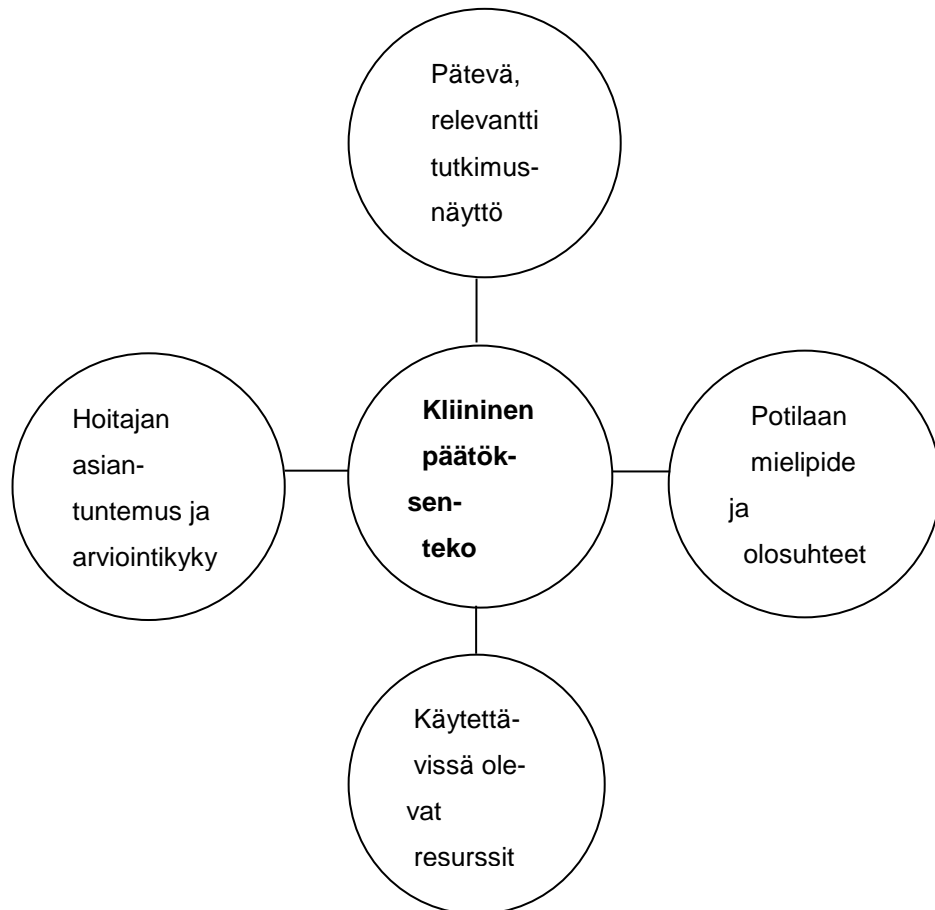 Pätevä,
relevantti
tutkimus-
näyttö
Hoitajan
asian-
tuntemus ja
arviointikyky
Kliininen
päätök-
sen-
teko
Potilaan
mielipide
ja
olosuhteet
Käytettä-
vissä ole-
vat
resurssit